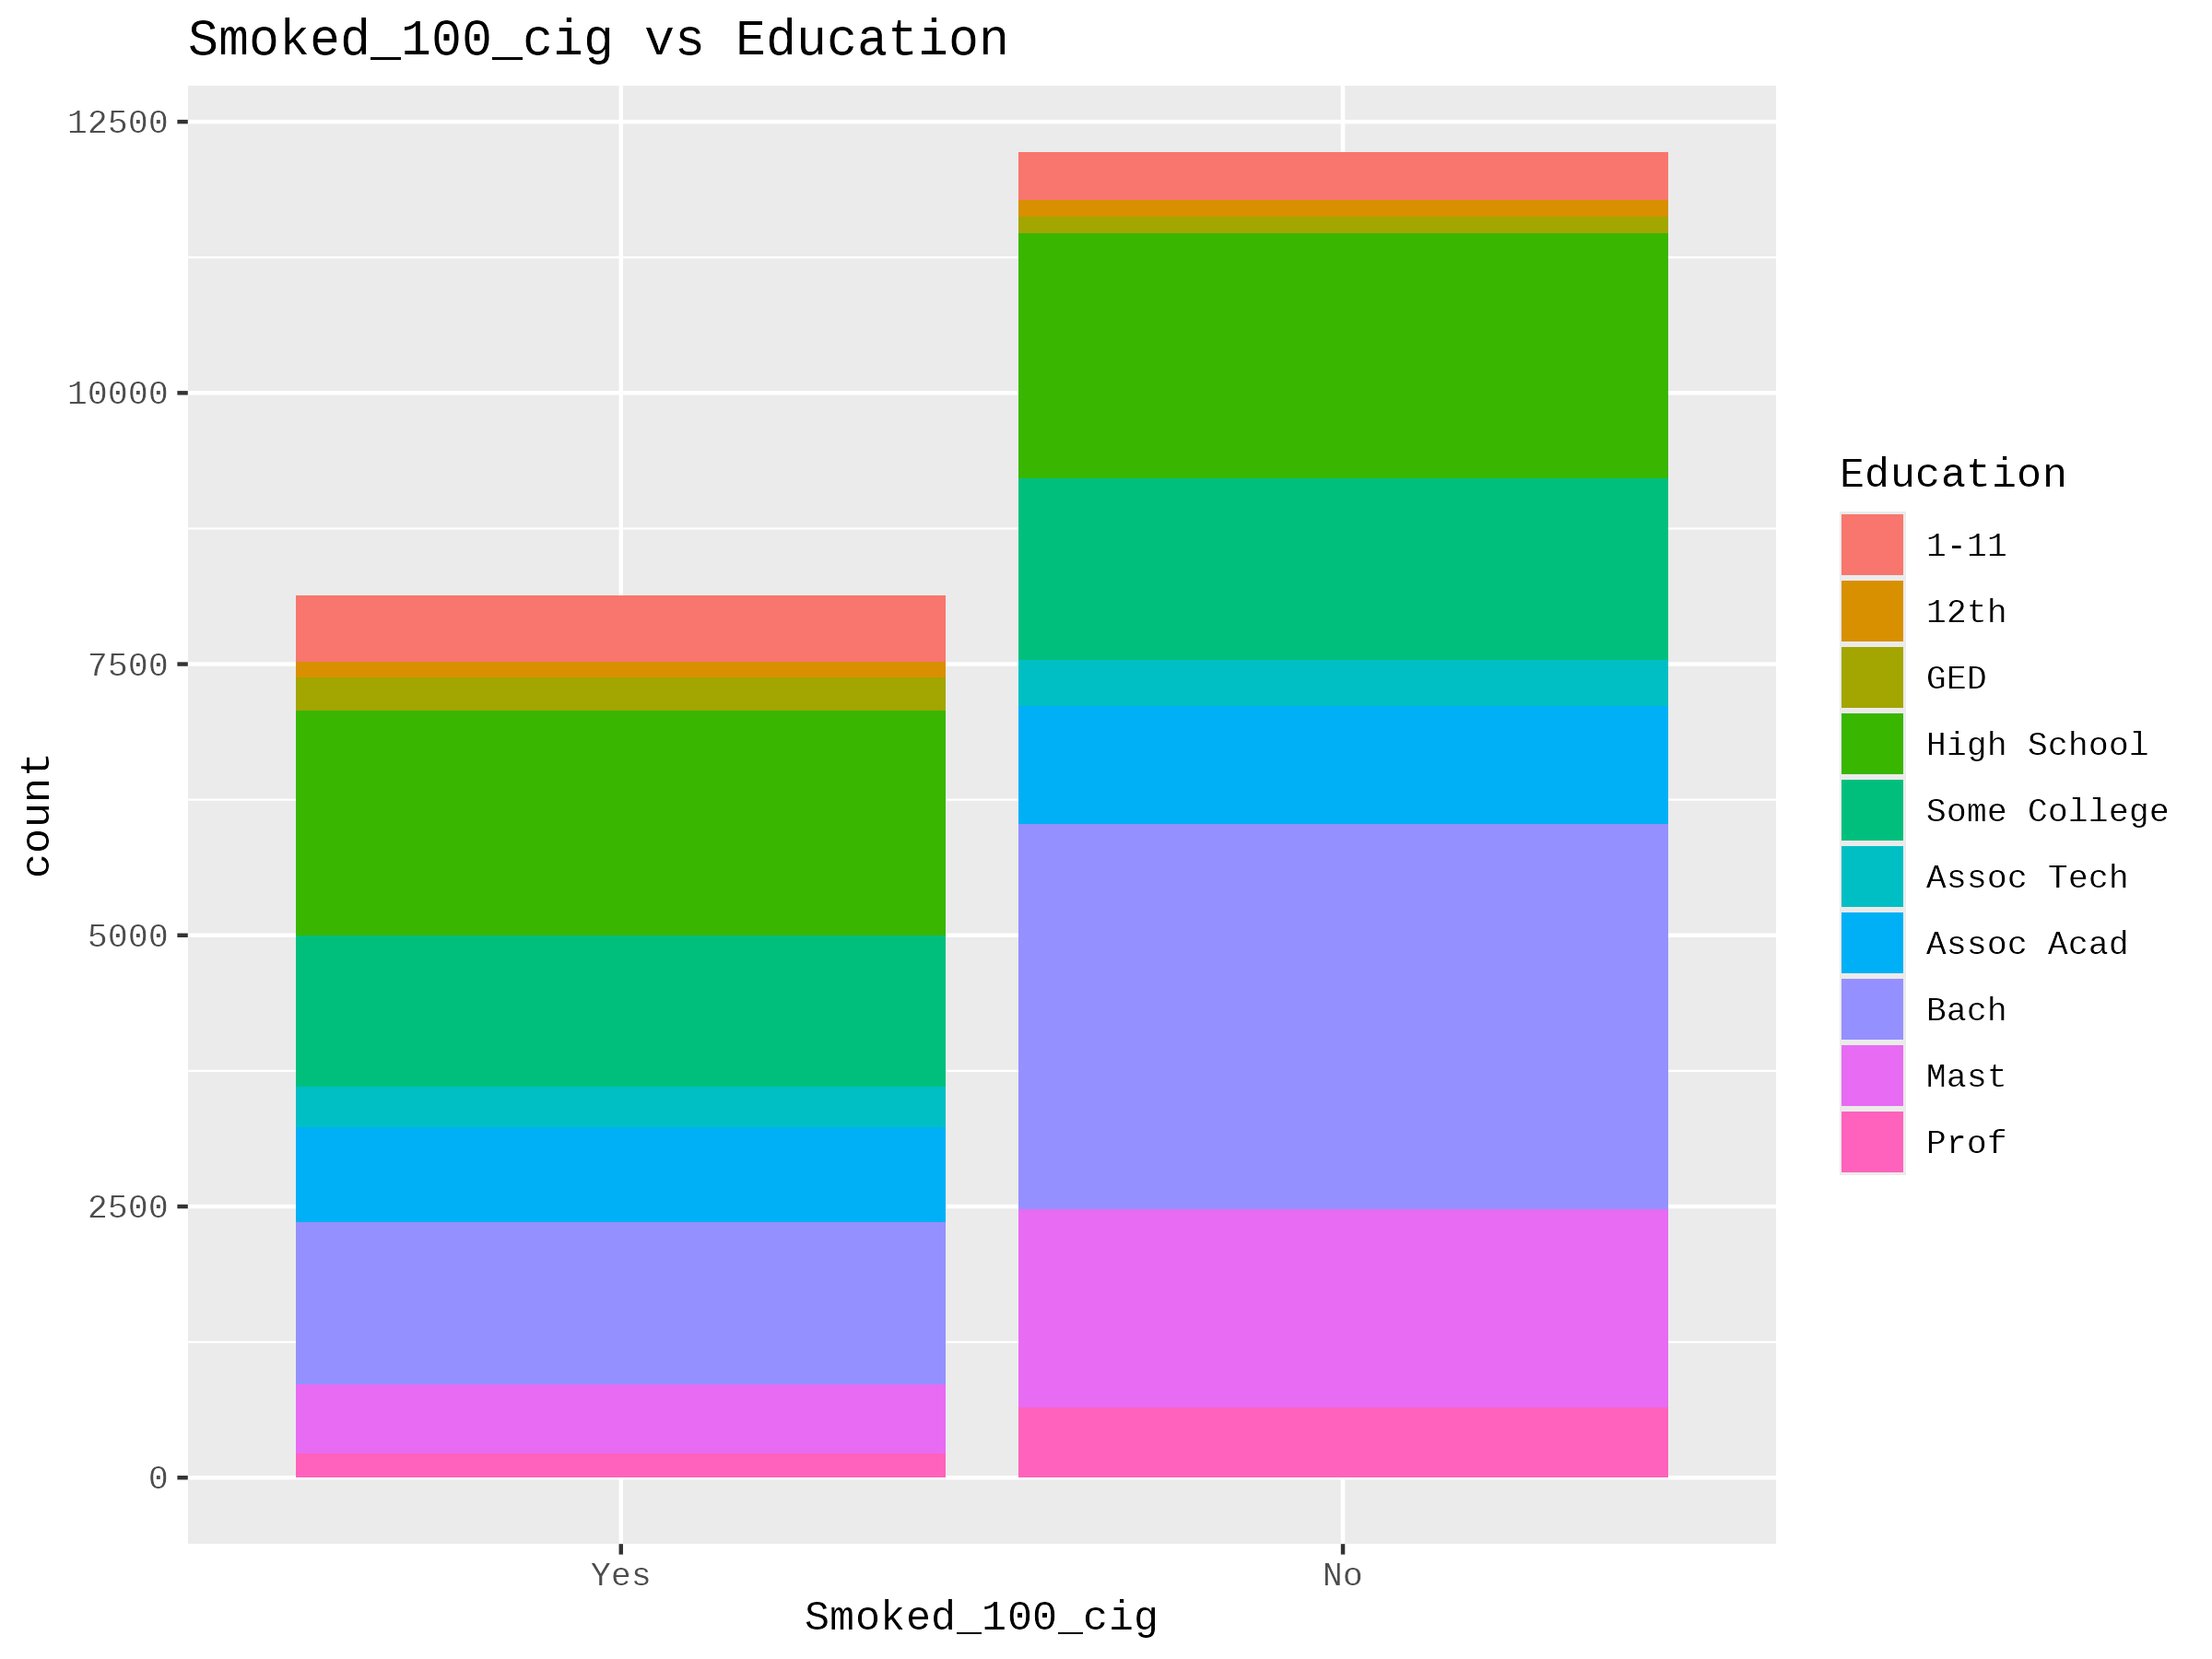 Smoked_100_cig vs Education
12500
10000
7500
5000
2500
0
count
Yes No
Smoked_100_cig
Education
1-11
12th
GED
High School
Some College
Assoc Tech
Assoc Acad
Bach
Mast
Prof